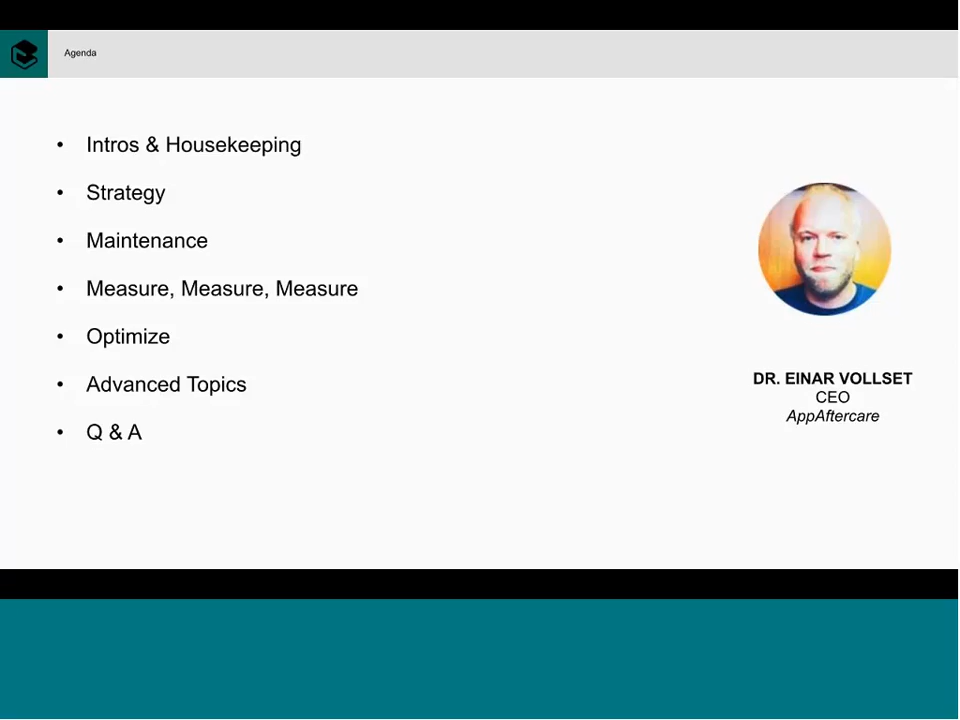 Agenda
• Intros & Housekeeping
• Strategy
• Maintenance
• Measure, Measure, Measure
• Optimize
• Advanced Topics
• Q & A
DR. EINAR VOLLSET
CEO
AppAftercare